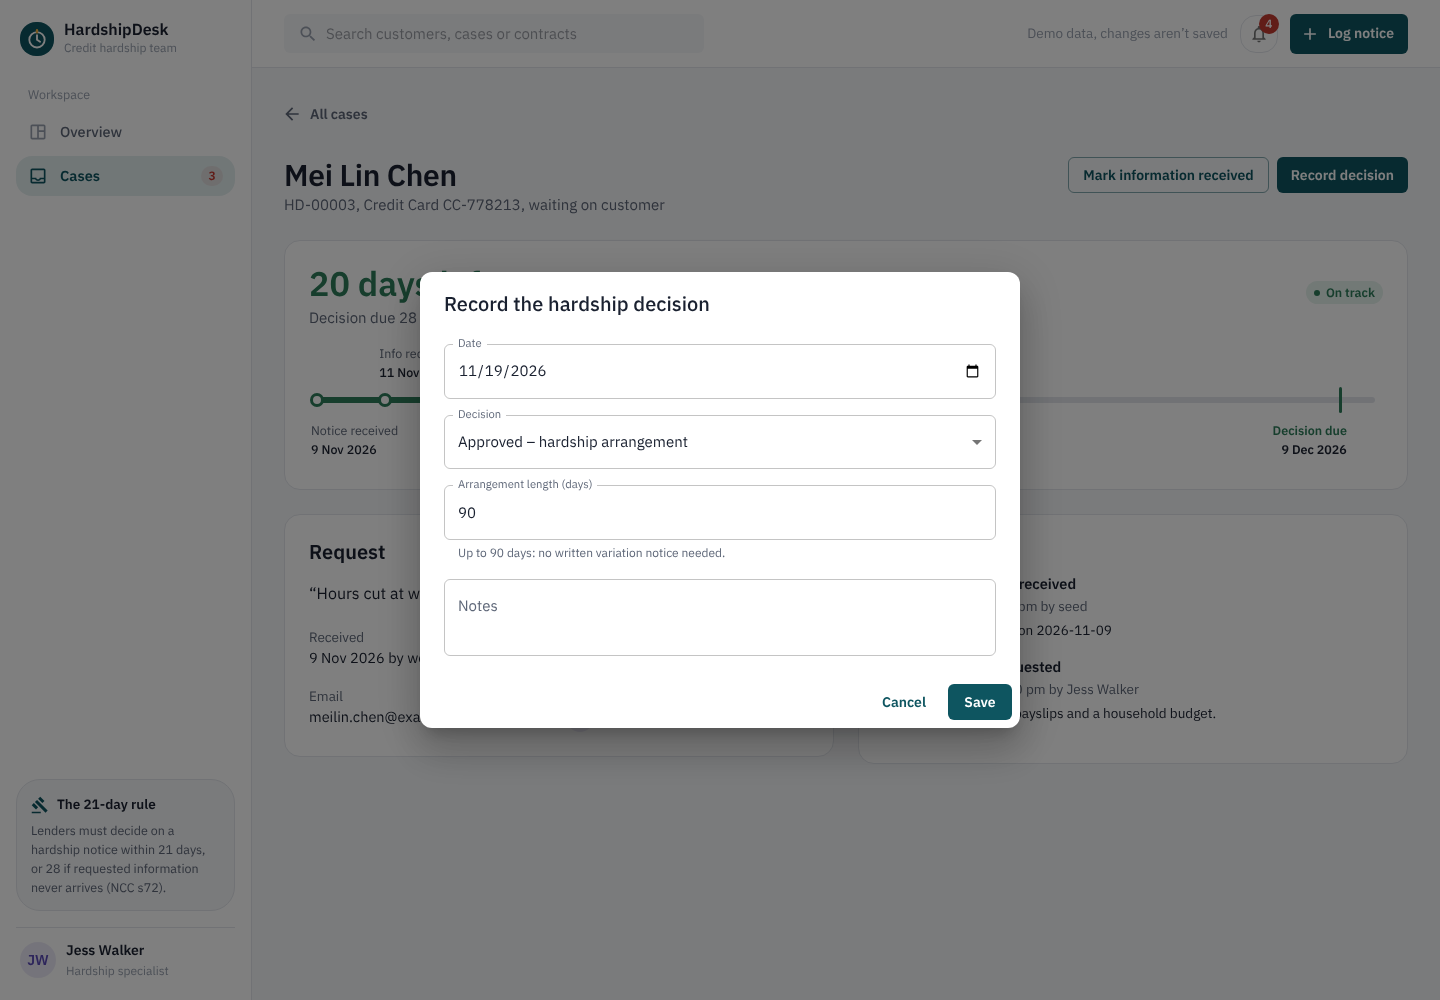 HardshipDesk
Credit hardship team
Search customers, cases or contracts
Demo data, changes aren't saved
4
Log notice
Workspace
Overview
Cases
3
All cases
Mei Lin Chen
HD-00003, Credit Card CC-778213, waiting on customer
Mark information received
Record decision
20 days
Decision due 28
On track
Info
11 Nov
Notice received
9 Nov 2026
Decision due
9 Dec 2026
Record the hardship decision
Date
11/19/2026
Decision
Approved – hardship arrangement
Arrangement length (days)
90
Up to 90 days: no written variation notice needed.
Notes
Cancel
Save
Request
“Hours cut at
Received
9 Nov 2026 by
Email
received
pm by seed
on 2026-11-09
pm by Jess Walker
and a household budget.
The 21-day rule
Lenders must decide on a
hardship notice within 21 days,
or 28 if requested information
never arrives (NCC s72).
JW
Jess Walker
Hardship specialist